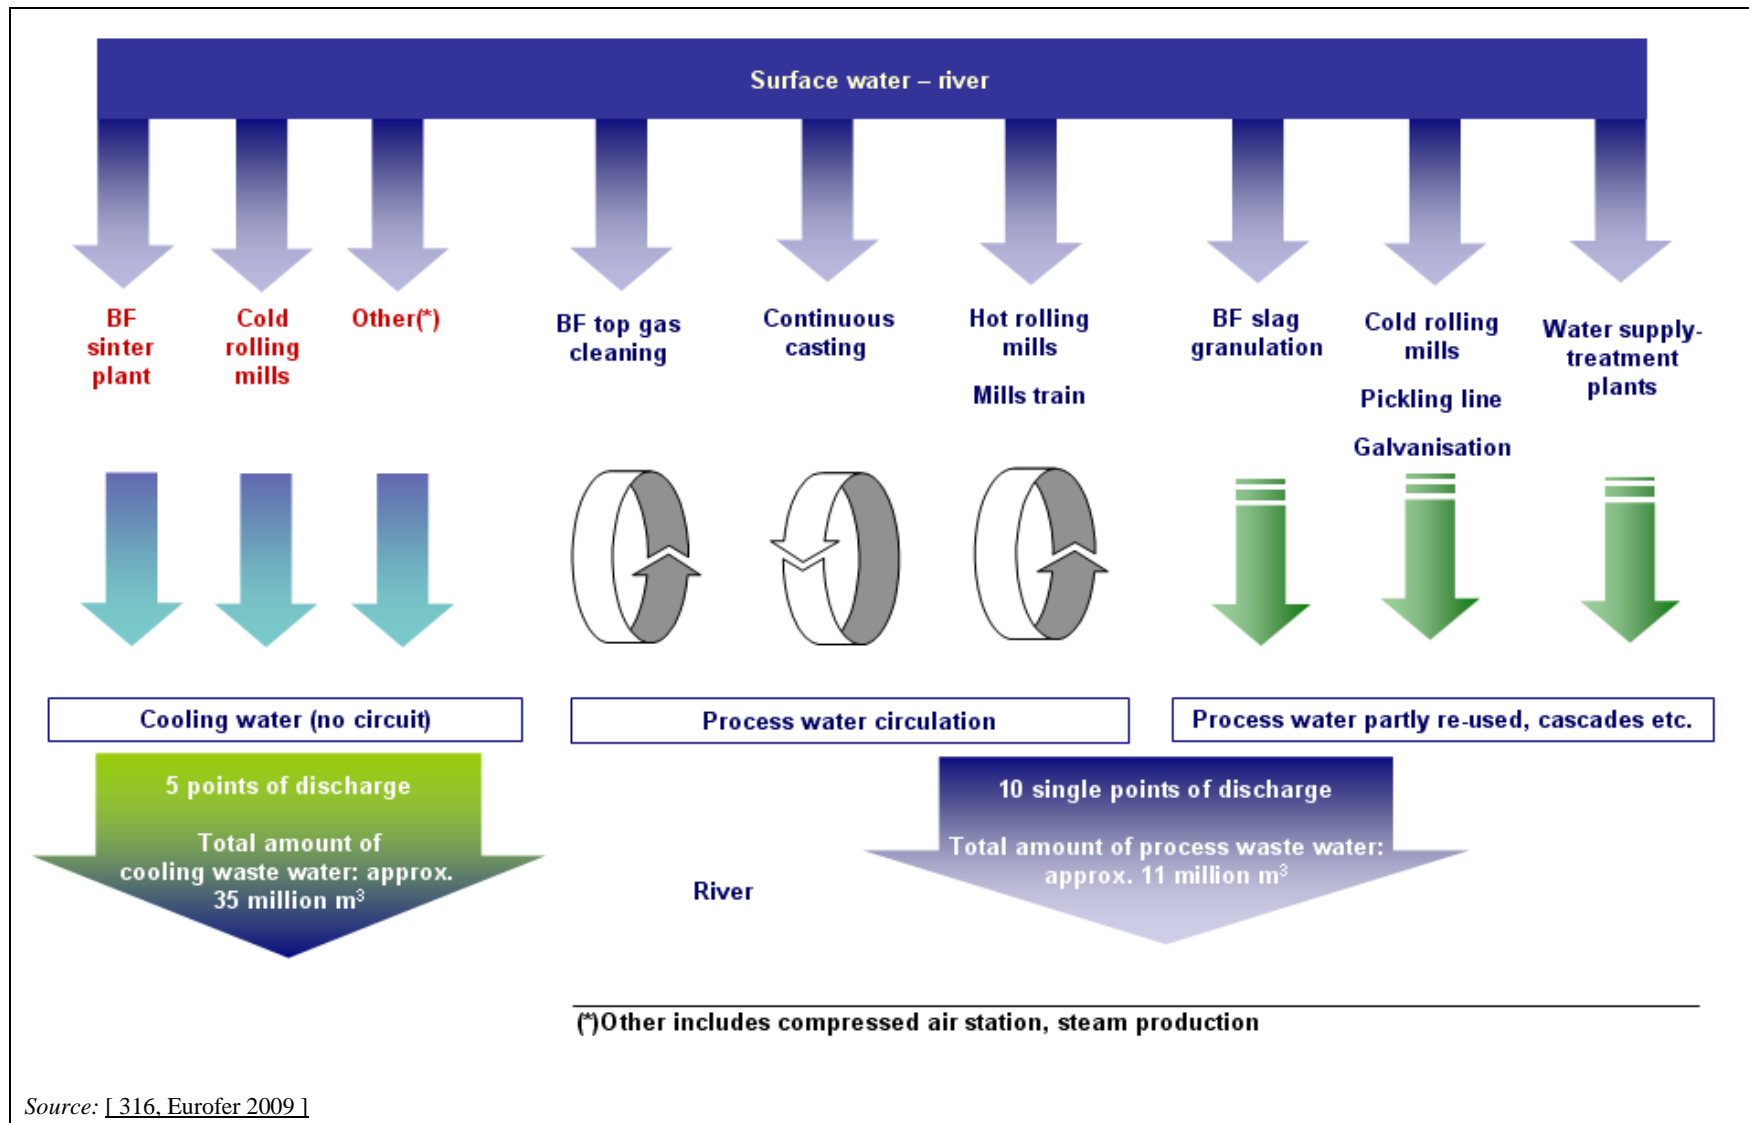 Surface water – river
BF
sinter
plant
Cold
rolling
mills
Other(*)
BF top gas
cleaning
Continuous
casting
Hot rolling
mills
Mills train
BF slag
granulation
Cold rolling
mills
Pickling line
Galvanisation
Water supply-
treatment
plants
Cooling water (no circuit)
Process water circulation
Process water partly re-used, cascades etc.
5 points of discharge
Total amount of
cooling waste water: approx.
35 million m³
River
10 single points of discharge
Total amount of process waste water:
approx. 11 million m³
(*)Other includes compressed air station, steam production
Source: [ 316, Eurofer 2009 ]